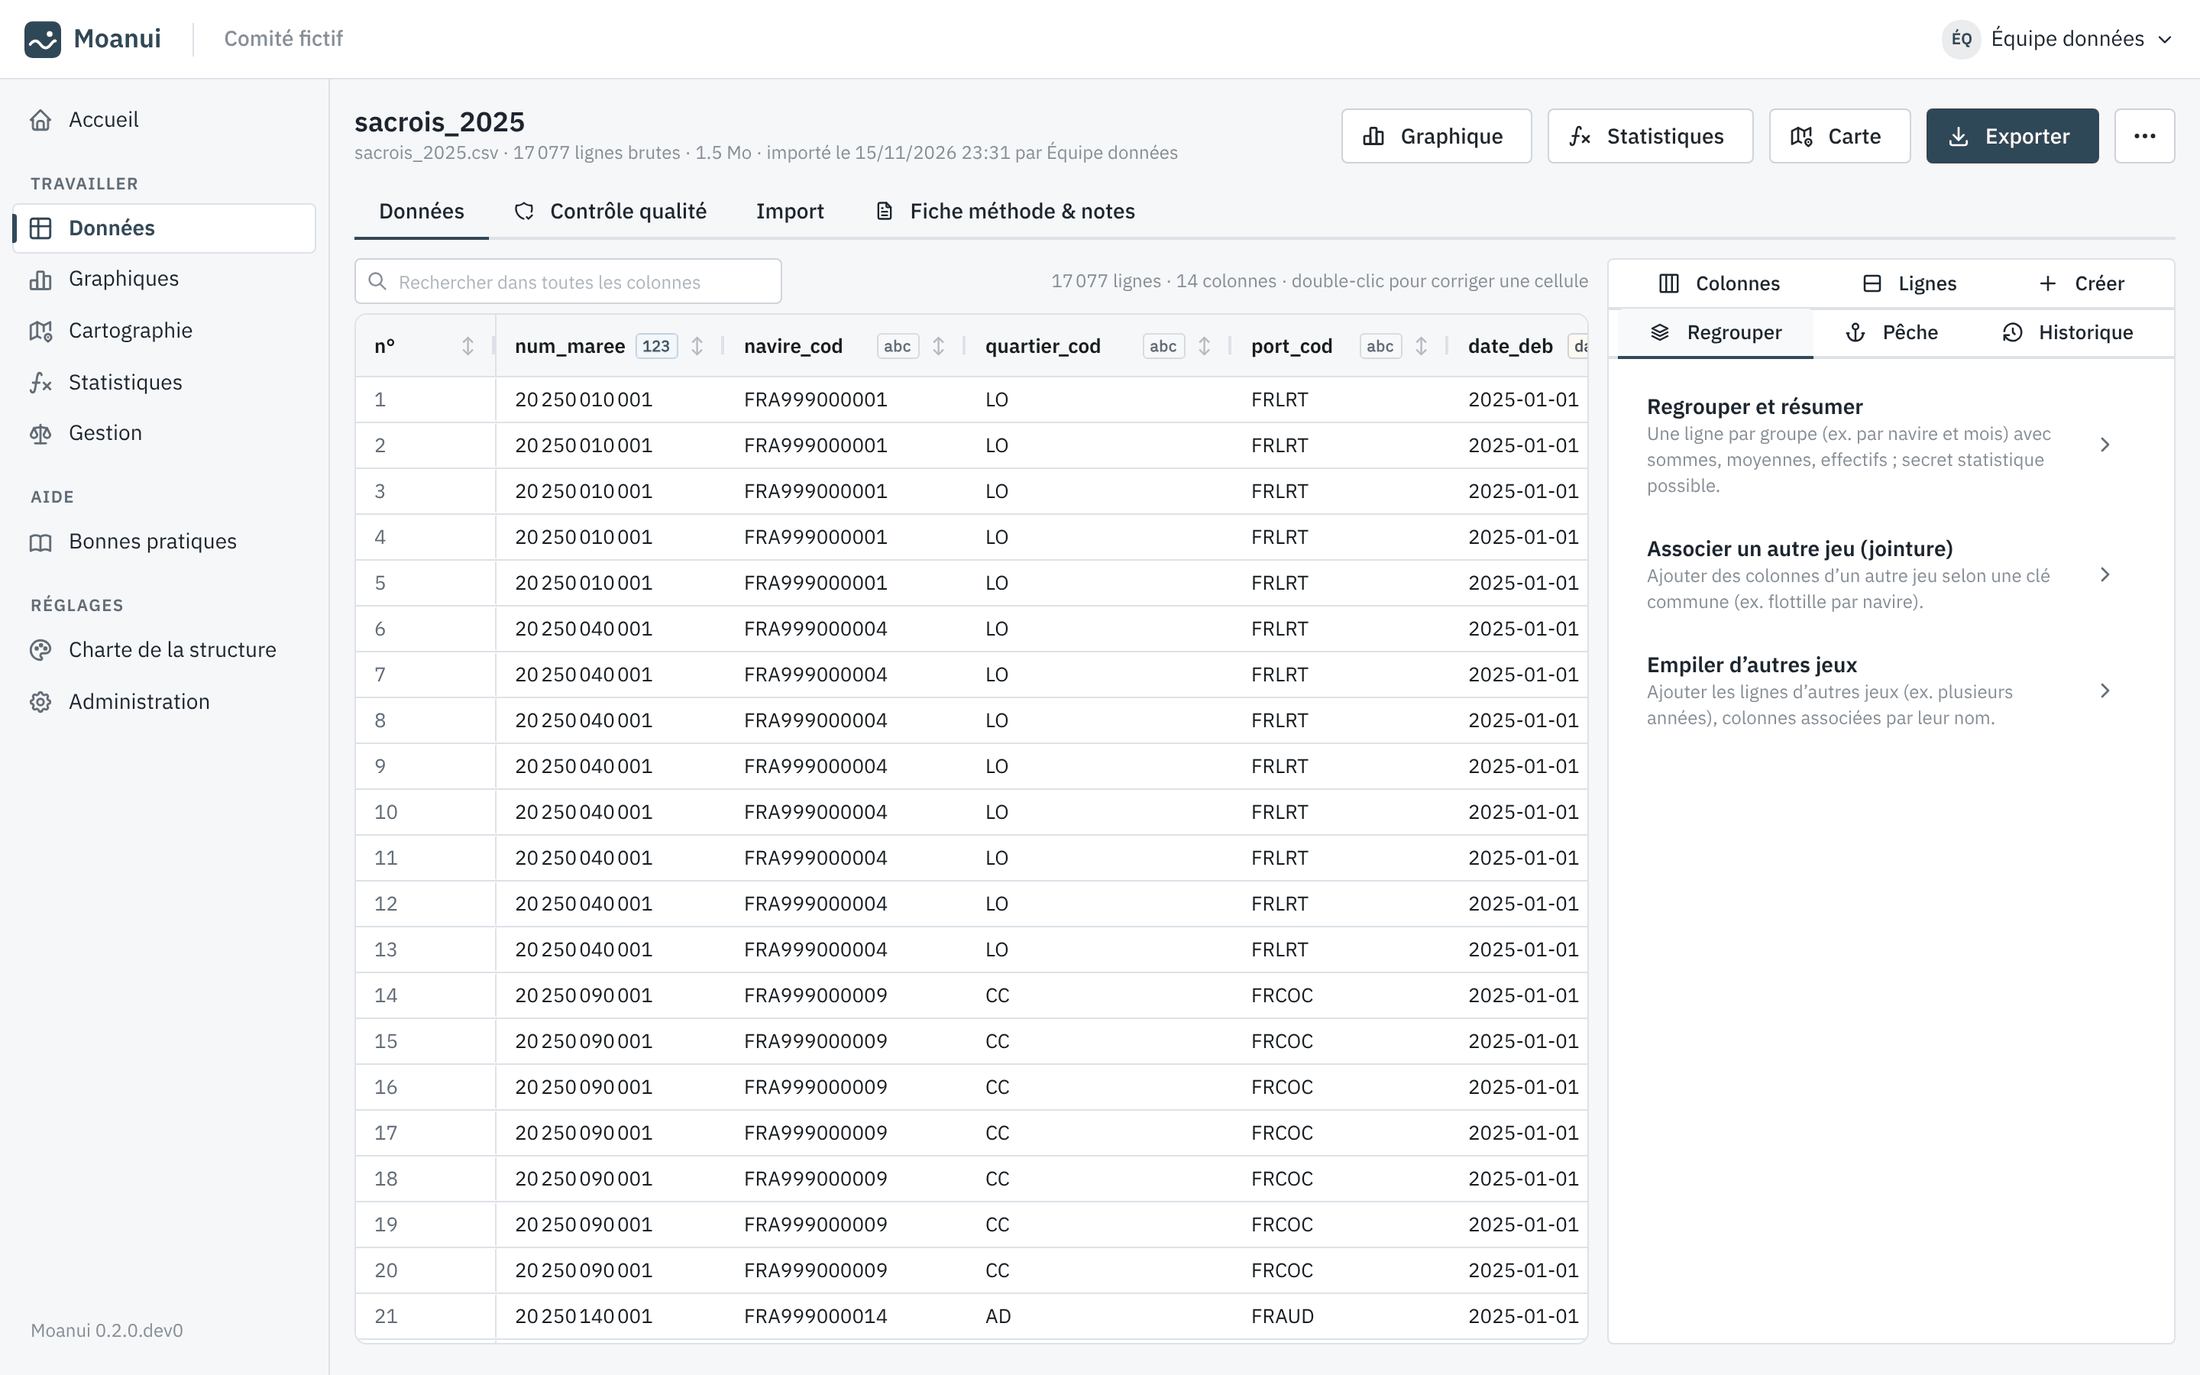 Moanui
Comité fictif
ÉQ Équipe données
Accueil
TRAVAILLER
Données
Graphiques
Cartographie
Statistiques
Gestion
AIDE
Bonnes pratiques
RÉGLAGES
Charte de la structure
Administration
Moanui 0.2.0.dev0
sacrois_2025
sacrois_2025.csv · 17 077 lignes brutes · 1.5 Mo · importé le 15/11/2026 23:31 par Équipe données
Graphique Statistiques Carte Exporter
Données Contrôle qualité Import Fiche méthode & notes
Rechercher dans toutes les colonnes
17 077 lignes · 14 colonnes · double-clic pour corriger une cellule
n° num_maree 123 navire_cod abc quartier_cod abc port_cod abc date_deb
1 20 250 010 001 FRA999000001 LO FRLRT 2025-01-01
2 20 250 010 001 FRA999000001 LO FRLRT 2025-01-01
3 20 250 010 001 FRA999000001 LO FRLRT 2025-01-01
4 20 250 010 001 FRA999000001 LO FRLRT 2025-01-01
5 20 250 010 001 FRA999000001 LO FRLRT 2025-01-01
6 20 250 040 001 FRA999000004 LO FRLRT 2025-01-01
7 20 250 040 001 FRA999000004 LO FRLRT 2025-01-01
8 20 250 040 001 FRA999000004 LO FRLRT 2025-01-01
9 20 250 040 001 FRA999000004 LO FRLRT 2025-01-01
10 20 250 040 001 FRA999000004 LO FRLRT 2025-01-01
11 20 250 040 001 FRA999000004 LO FRLRT 2025-01-01
12 20 250 040 001 FRA999000004 LO FRLRT 2025-01-01
13 20 250 040 001 FRA999000004 LO FRLRT 2025-01-01
14 20 250 090 001 FRA999000009 CC FRCOC 2025-01-01
15 20 250 090 001 FRA999000009 CC FRCOC 2025-01-01
16 20 250 090 001 FRA999000009 CC FRCOC 2025-01-01
17 20 250 090 001 FRA999000009 CC FRCOC 2025-01-01
18 20 250 090 001 FRA999000009 CC FRCOC 2025-01-01
19 20 250 090 001 FRA999000009 CC FRCOC 2025-01-01
20 20 250 090 001 FRA999000009 CC FRCOC 2025-01-01
21 20 250 140 001 FRA999000014 AD FRAUD 2025-01-01
Colonnes Lignes Créer
Regrouper Pêche Historique
Regrouper et résumer
Une ligne par groupe (ex. par navire et mois) avec
sommes, moyennes, effectifs ; secret statistique
possible.
Associer un autre jeu (jointure)
Ajouter des colonnes d’un autre jeu selon une clé
commune (ex. flottille par navire).
Empiler d’autres jeux
Ajouter les lignes d’autres jeux (ex. plusieurs
années), colonnes associées par leur nom.